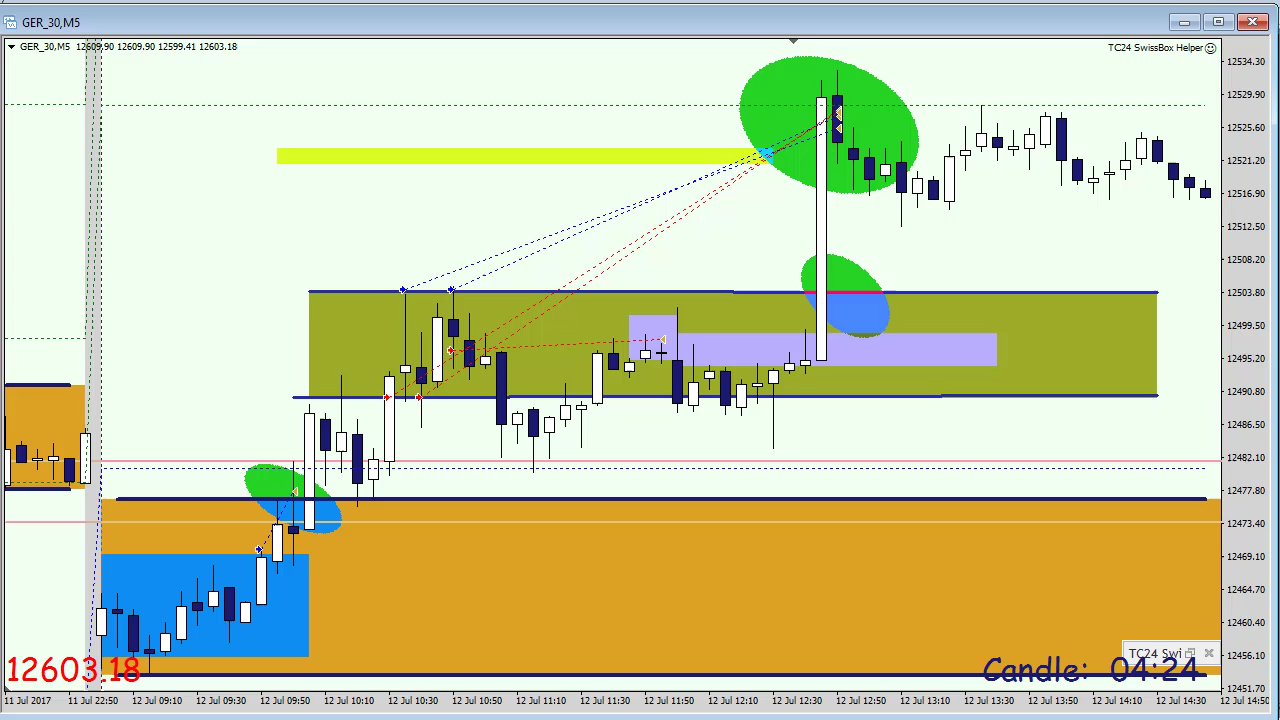 GER_30,M5
GER_30,M5 12609.90 12609.90 12599.41 12603.18
TC24 SwissBox Helper
12534.30
12529.90
12525.60
12521.20
12516.90
12512.50
12508.20
12503.80
12499.50
12495.20
12490.80
12486.50
12482.10
12477.80
12473.40
12469.10
12464.70
12460.40
12456.10
12451.70
TC24 Swi
12603.18
Candle: 04:24
11 Jul 2017
11 Jul 22:50
12 Jul 09:10
12 Jul 09:30
12 Jul 09:50
12 Jul 10:10
12 Jul 10:30
12 Jul 10:50
12 Jul 11:10
12 Jul 11:30
12 Jul 11:50
12 Jul 12:10
12 Jul 12:30
12 Jul 12:50
12 Jul 13:10
12 Jul 13:30
12 Jul 13:50
12 Jul 14:10
12 Jul 14:30
12 Jul 14:50